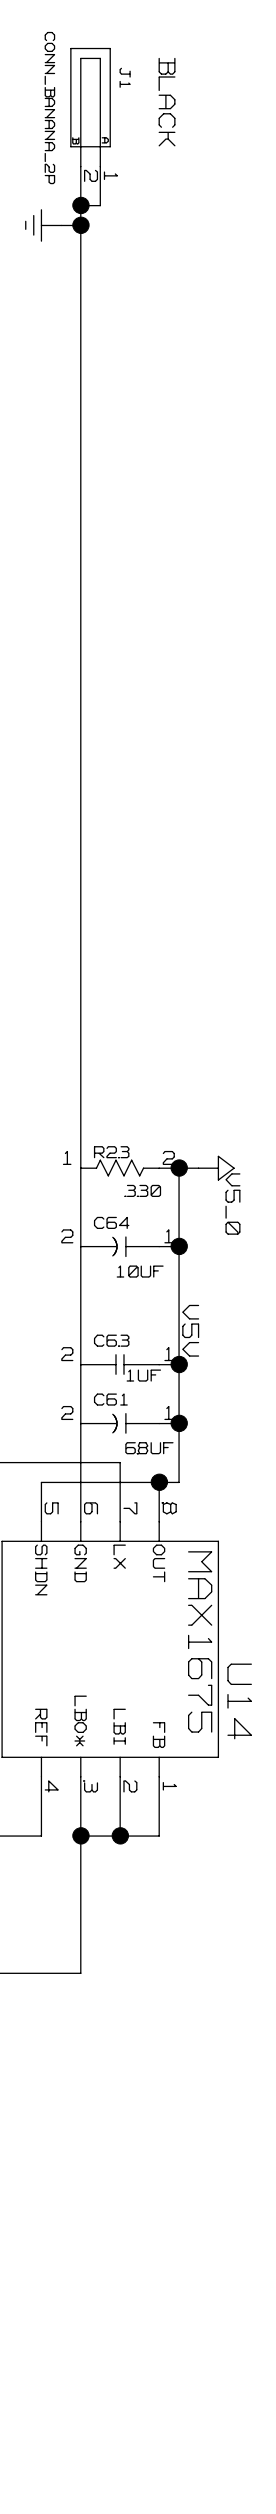 BLACK
J1
CONN_BANANA_2P
A
B
1
2
V5_0
R23
330
1
2
C64
10UF
2
1
V5V
C63
1UF
2
1
C61
68UF
2
1
5
6
7
8
SHDN
GND
LX
OUT
MAX1675
U14
REF
LBO*
LBI
FB
4
3
2
1